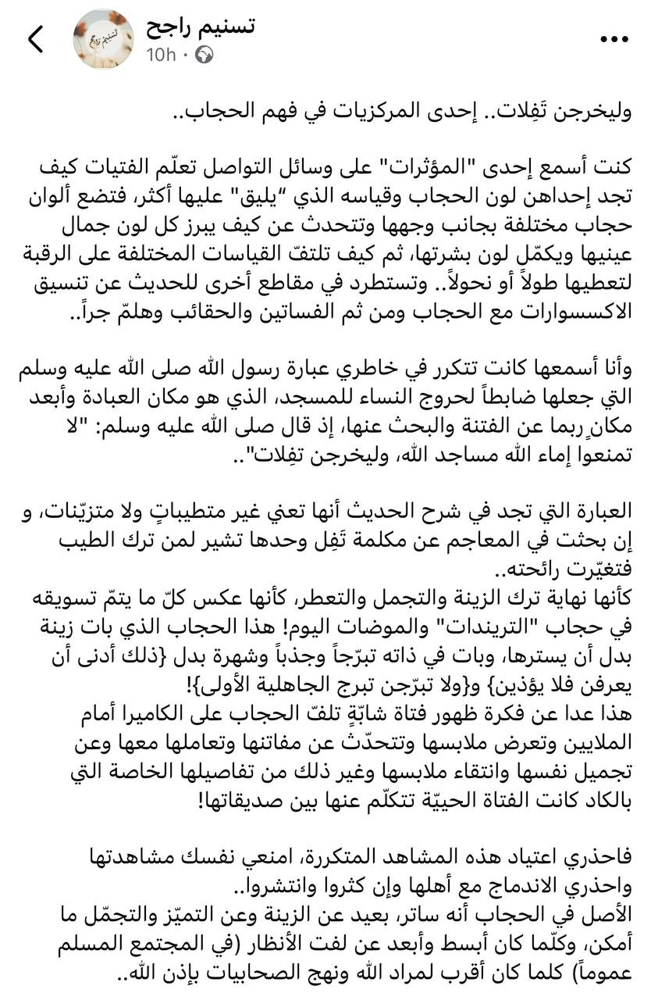 تسنيم راجح
10h ·
تسنيم راجح
وليخرجن تَفِلات.. إحدى المركزيات في فهم الحجاب..
كنت أسمع إحدى "المؤثرات" على وسائل التواصل تعلّم الفتيات كيف
تجد إحداهن لون الحجاب وقياسه الذي “يليق" عليها أكثر، فتضع ألوان
حجاب مختلفة بجانب وجهها وتتحدث عن كيف يبرز كل لون جمال
عينيها ويكمّل لون بشرتها، ثم كيف تلتفّ القياسات المختلفة على الرقبة
لتعطيها طولاً أو نحولاً.. وتستطرد في مقاطع أخرى للحديث عن تنسيق
الاكسسوارات مع الحجاب ومن ثم الفساتين والحقائب وهلمّ جراً..
وأنا أسمعها كانت تتكرر في خاطري عبارة رسول الله صلى الله عليه وسلم
التي جعلها ضابطاً لحروج النساء للمسجد، الذي هو مكان العبادة وأبعد
مكانٍ ربما عن الفتنة والبحث عنها، إذ قال صلى الله عليه وسلم: "لا
تمنعوا إماء الله مساجد الله، وليخرجن تفِلات"..
العبارة التي تجد في شرح الحديث أنها تعني غير متطيباتٍ ولا متزيّنات، و
إن بحثت في المعاجم عن مكلمة تَفِل وحدها تشير لمن ترك الطيب
فتغيّرت رائحته..
كأنها نهاية ترك الزينة والتجمل والتعطر، كأنها عكس كلّ ما يتمّ تسويقه
في حجاب "التريندات" والموضات اليوم! هذا الحجاب الذي بات زينة
بدل أن يسترها، وبات في ذاته تبرّجاً وجذباً وشهرة بدل {ذلك أدنى أن
يعرفن فلا يؤذين} و{ولا تبرّجن تبرج الجاهلية الأولى}!
هذا عدا عن فكرة ظهور فتاة شابّةٍ تلفّ الحجاب على الكاميرا أمام
الملايين وتعرض ملابسها وتتحدّث عن مفاتنها وتعاملها معها وعن
تجميل نفسها وانتقاء ملابسها وغير ذلك من تفاصيلها الخاصة التي
بالكاد كانت الفتاة الحييّة تتكلّم عنها بين صديقاتها!
فاحذري اعتياد هذه المشاهد المتكررة، امنعي نفسك مشاهدتها
واحذري الاندماج مع أهلها وإن كثروا وانتشروا..
الأصل في الحجاب أنه ساتر، بعيد عن الزينة وعن التميّز والتجمّل ما
أمكن، وكلّما كان أبسط وأبعد عن لفت الأنظار (في المجتمع المسلم
عموماً) كلما كان أقرب لمراد الله ونهج الصحابيات بإذن الله..